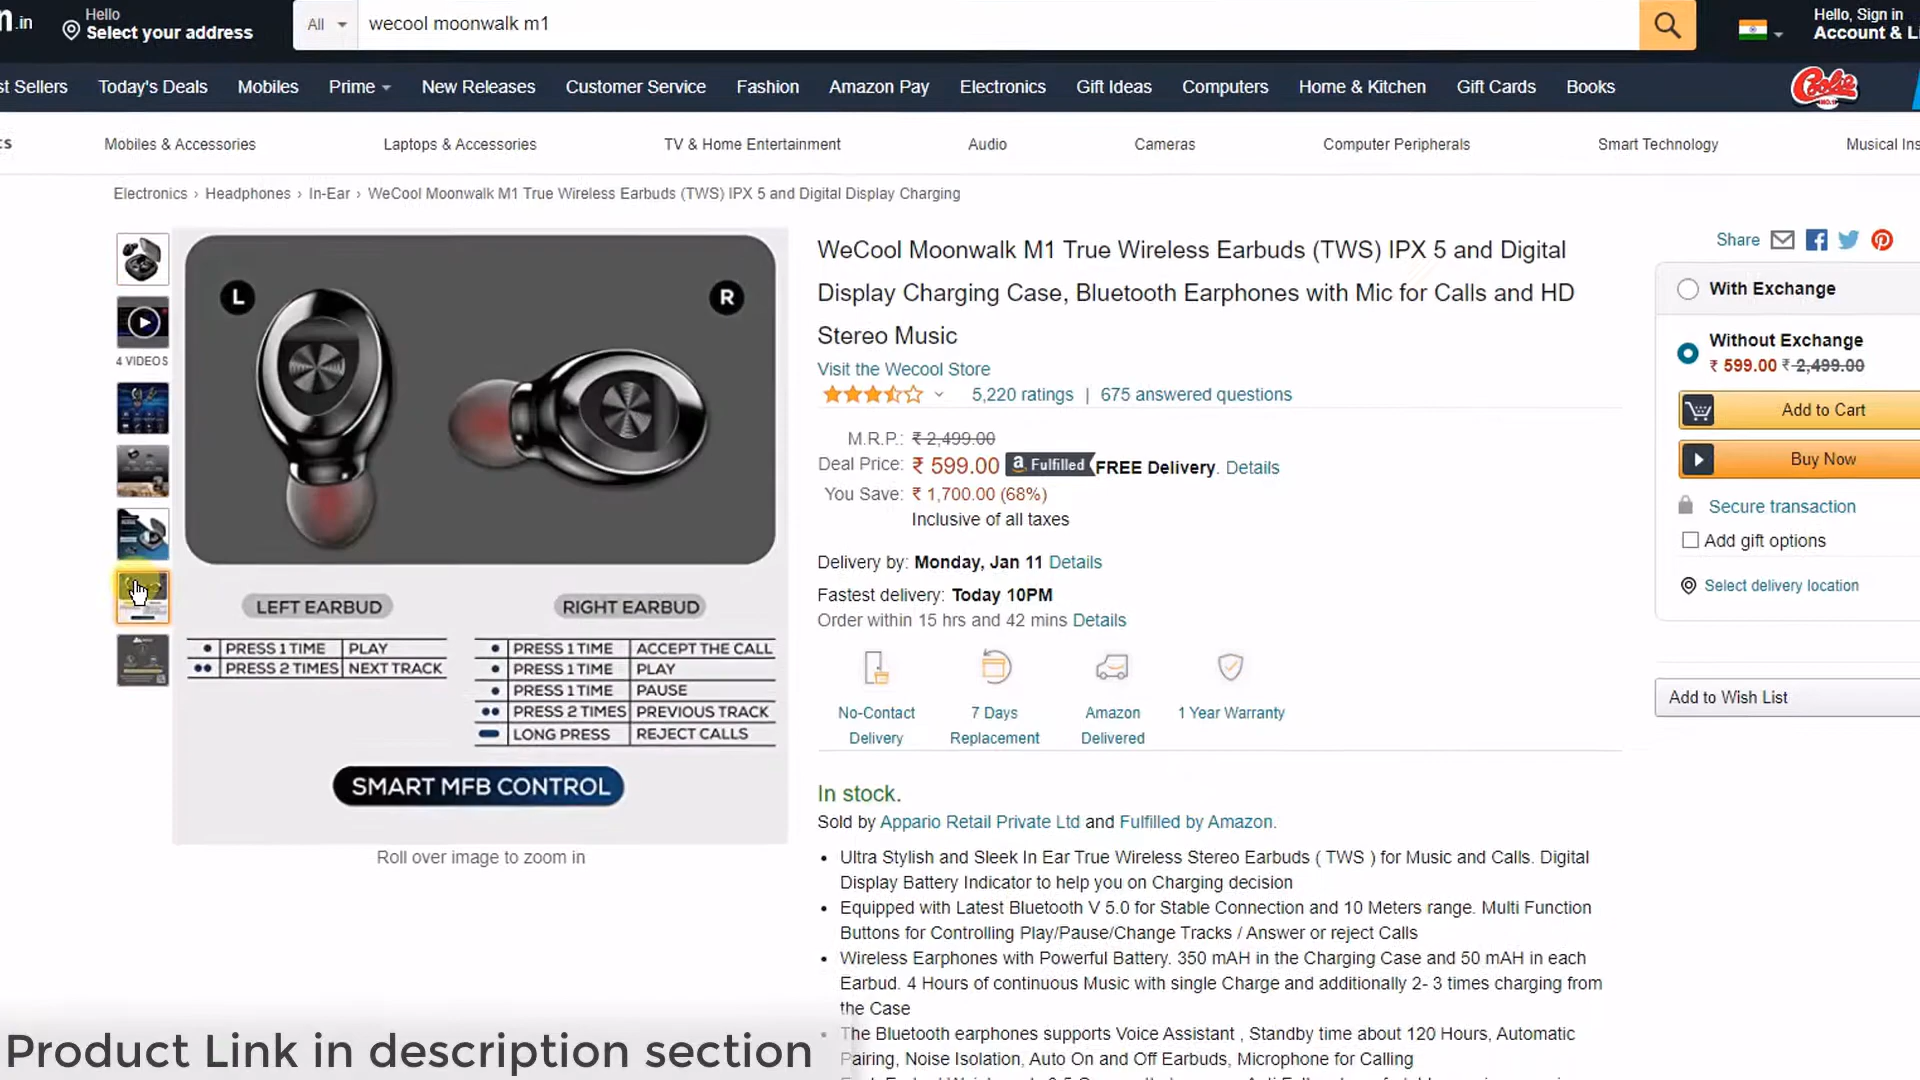 n.in
Hello
Select your address
All
wecool moonwalk m1
Hello, Sign in
Account & Li
st Sellers
Today's Deals
Mobiles
Prime
New Releases
Customer Service
Fashion
Amazon Pay
Electronics
Gift Ideas
Computers
Home & Kitchen
Gift Cards
Books
Coolie
No.1
cs
Mobiles & Accessories
Laptops & Accessories
TV & Home Entertainment
Audio
Cameras
Computer Peripherals
Smart Technology
Musical Ins
Electronics › Headphones › In-Ear › WeCool Moonwalk M1 True Wireless Earbuds (TWS) IPX 5 and Digital Display Charging
4 VIDEOS
L
R
LEFT EARBUD
PRESS 1 TIME PLAY
PRESS 2 TIMES NEXT TRACK
RIGHT EARBUD
PRESS 1 TIME ACCEPT THE CALL
PRESS 1 TIME PLAY
PRESS 1 TIME PAUSE
PRESS 2 TIMES PREVIOUS TRACK
LONG PRESS REJECT CALLS
SMART MFB CONTROL
Roll over image to zoom in
WeCool Moonwalk M1 True Wireless Earbuds (TWS) IPX 5 and Digital
Display Charging Case, Bluetooth Earphones with Mic for Calls and HD
Stereo Music
Visit the Wecool Store
5,220 ratings | 675 answered questions
M.R.P.: ₹ 2,499.00
Deal Price: ₹ 599.00 a Fulfilled FREE Delivery. Details
You Save: ₹ 1,700.00 (68%)
Inclusive of all taxes
Delivery by: Monday, Jan 11 Details
Fastest delivery: Today 10PM
Order within 15 hrs and 42 mins Details
No-Contact
Delivery
7 Days
Replacement
Amazon
Delivered
1 Year Warranty
In stock.
Sold by Appario Retail Private Ltd and Fulfilled by Amazon.
• Ultra Stylish and Sleek In Ear True Wireless Stereo Earbuds ( TWS ) for Music and Calls. Digital
Display Battery Indicator to help you on Charging decision
• Equipped with Latest Bluetooth V 5.0 for Stable Connection and 10 Meters range. Multi Function
Buttons for Controlling Play/Pause/Change Tracks / Answer or reject Calls
• Wireless Earphones with Powerful Battery. 350 mAH in the Charging Case and 50 mAH in each
Earbud. 4 Hours of continuous Music with single Charge and additionally 2- 3 times charging from
the Case
• The Bluetooth earphones supports Voice Assistant , Standby time about 120 Hours, Automatic
Pairing, Noise Isolation, Auto On and Off Earbuds, Microphone for Calling
Share
With Exchange
Without Exchange
₹ 599.00 ₹ 2,499.00
Add to Cart
Buy Now
Secure transaction
Add gift options
Select delivery location
Add to Wish List
Product Link in description section